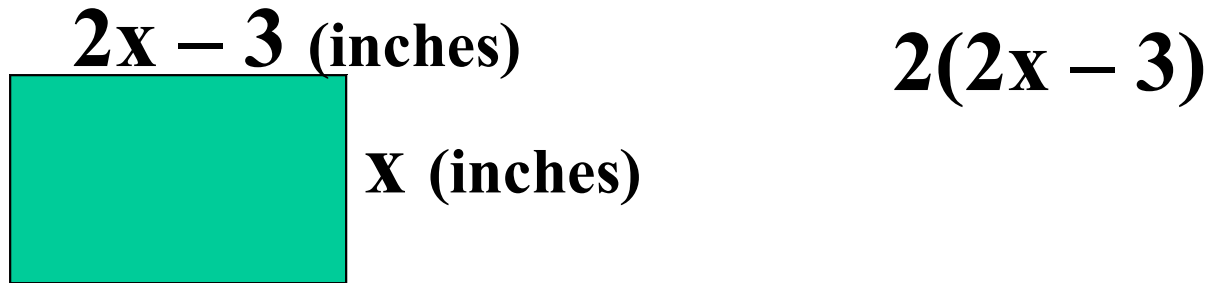 2x – 3 (inches)
2(2x – 3)
x (inches)